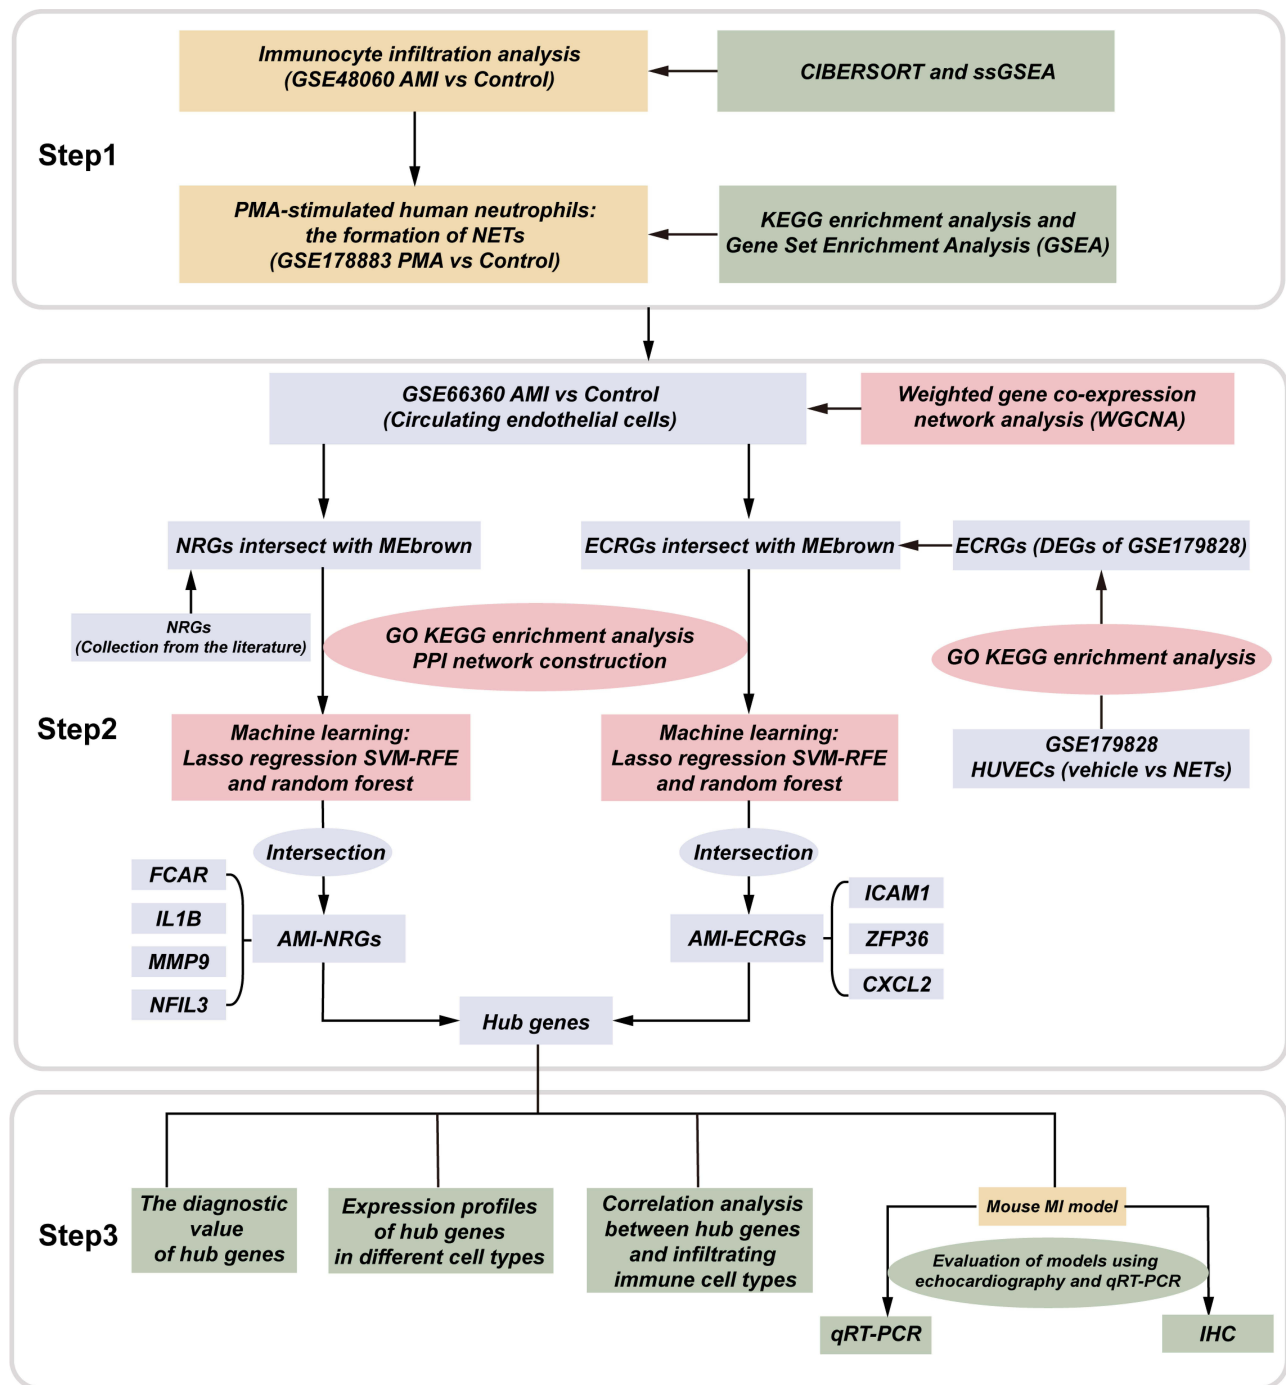 Step1
Immunocyte infiltration analysis
(GSE48060 AMI vs Control)
CIBERSORT and ssGSEA
PMA-stimulated human neutrophils:
the formation of NETs
(GSE178883 PMA vs Control)
KEGG enrichment analysis and
Gene Set Enrichment Analysis (GSEA)
Step2
GSE66360 AMI vs Control
(Circulating endothelial cells)
Weighted gene co-expression
network analysis (WGCNA)
NRGs intersect with MEbrown
ECRGs intersect with MEbrown
ECRGs (DEGs of GSE179828)
NRGs
(Collection from the literature)
GO KEGG enrichment analysis
PPI network construction
GO KEGG enrichment analysis
Machine learning:
Lasso regression SVM-RFE
and random forest
Machine learning:
Lasso regression SVM-RFE
and random forest
GSE179828
HUVECs (vehicle vs NETs)
Intersection
Intersection
FCAR
IL1B
MMP9
NFIL3
AMI-NRGs
AMI-ECRGs
ICAM1
ZFP36
CXCL2
Hub genes
Step3
The diagnostic
value
of hub genes
Expression profiles
of hub genes
in different cell types
Correlation analysis
between hub genes
and infiltrating
immune cell types
Mouse MI model
Evaluation of models using
echocardiography and qRT-PCR
qRT-PCR
IHC